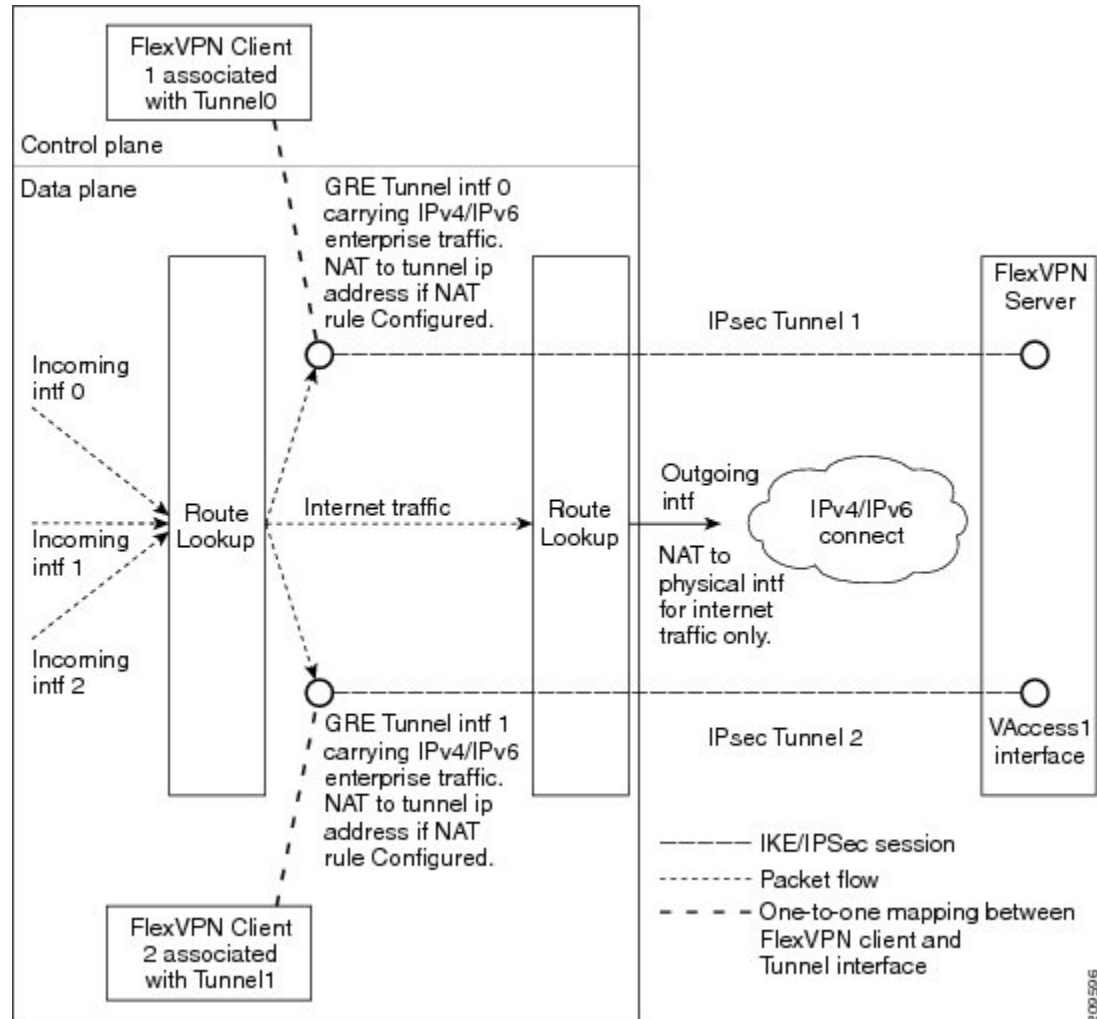 FlexVPN Client
1 associated
with Tunnel0
Control plane
Data plane
GRE Tunnel intf 0
carrying IPv4/IPv6
enterprise traffic.
NAT to tunnel ip
address if NAT
rule Configured.
FlexVPN
Server
IPsec Tunnel 1
Incoming
intf 0
Incoming
intf 1
Incoming
intf 2
Route
Lookup
Internet traffic
Route
Lookup
Outgoing
intf
IPv4/IPv6
connect
NAT to
physical intf
for internet
traffic only.
GRE Tunnel intf 1
carrying IPv4/IPv6
enterprise traffic.
NAT to tunnel ip
address if NAT
rule Configured.
IPsec Tunnel 2
VAccess1
interface
FlexVPN Client
2 associated
with Tunnel1
IKE/IPSec session
Packet flow
One-to-one mapping between
FlexVPN client and
Tunnel interface
209596